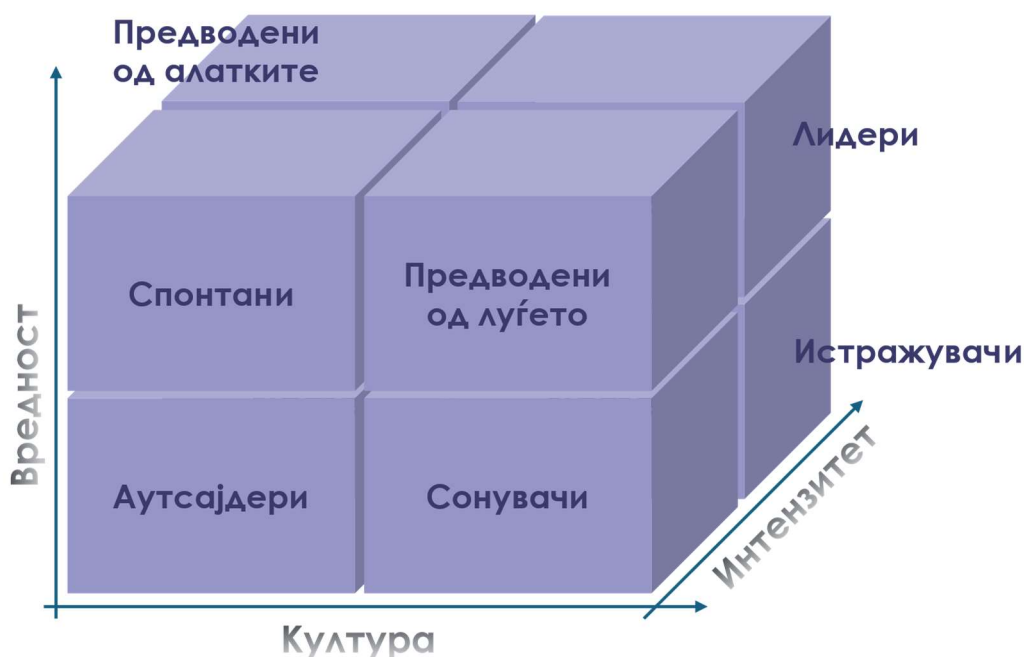 Предводени
од алатките
Лидери
Спонтани
Предводени
од луѓето
Истражувачи
Аутсајдери
Сонувачи
Вредност
Интензитет
Култура